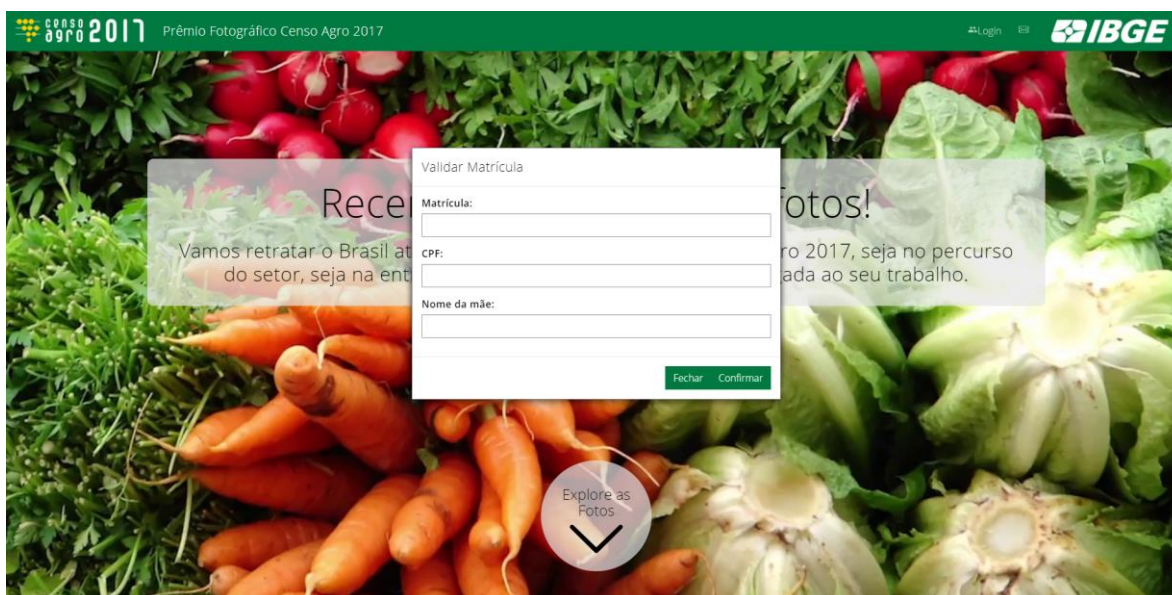 censo agro 2017 Prêmio Fotográfico Censo Agro 2017 Login IBGE
Validar Matrícula
Matrícula:
CPF:
Nome da mãe:
Fechar Confirmar
Rece otos!
Vamos retratar o Brasil at ro 2017, seja no percurso
do setor, seja na ent ada ao seu trabalho.
Explore as
Fotos